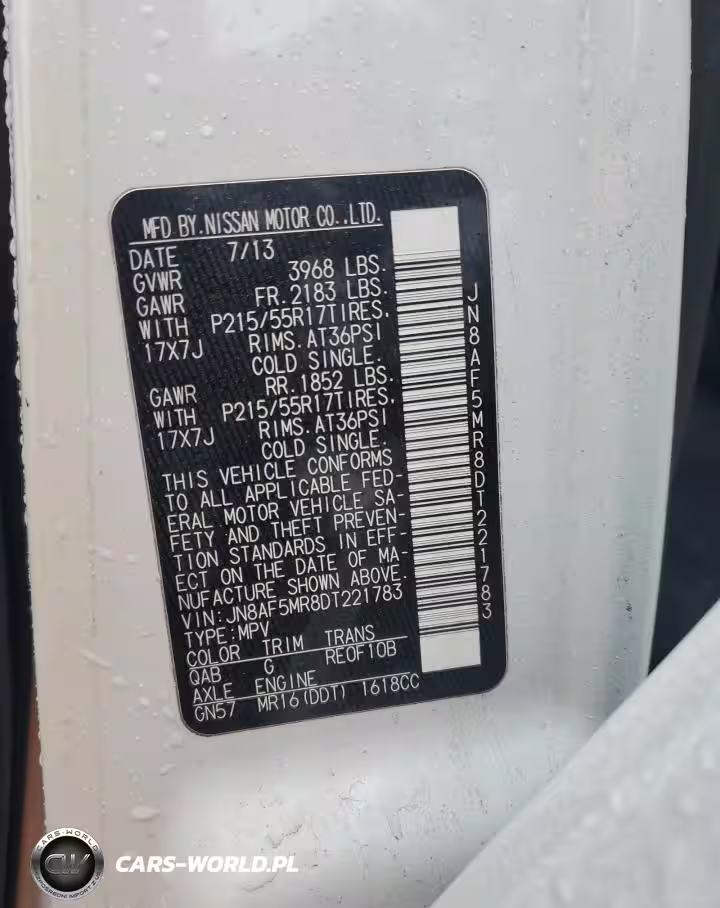 MFD BY.NISSAN MOTOR CO.,LTD.
DATE 7/13
GVWR 3968 LBS.
GAWR FR.2183 LBS.
WITH P215/55R17TIRES.
17X7J RIMS.AT36PSI
COLD SINGLE.
GAWR RR.1852 LBS.
WITH P215/55R17TIRES.
17X7J RIMS.AT36PSI
COLD SINGLE.
THIS VEHICLE CONFORMS
TO ALL APPLICABLE FED-
ERAL MOTOR VEHICLE SA-
FETY AND THEFT PREVEN-
TION STANDARDS IN EFF-
ECT ON THE DATE OF MA-
NUFACTURE SHOWN ABOVE.
VIN:JN8AF5MR8DT221783
TYPE:MPV
COLOR TRIM TRANS
QAB G RE0F10B
AXLE ENGINE
GN57 MR16(DDT) 1618CC
JN8AF5MR8DT221783
CARS-WORLD
CW
CARS-WORLD.PL